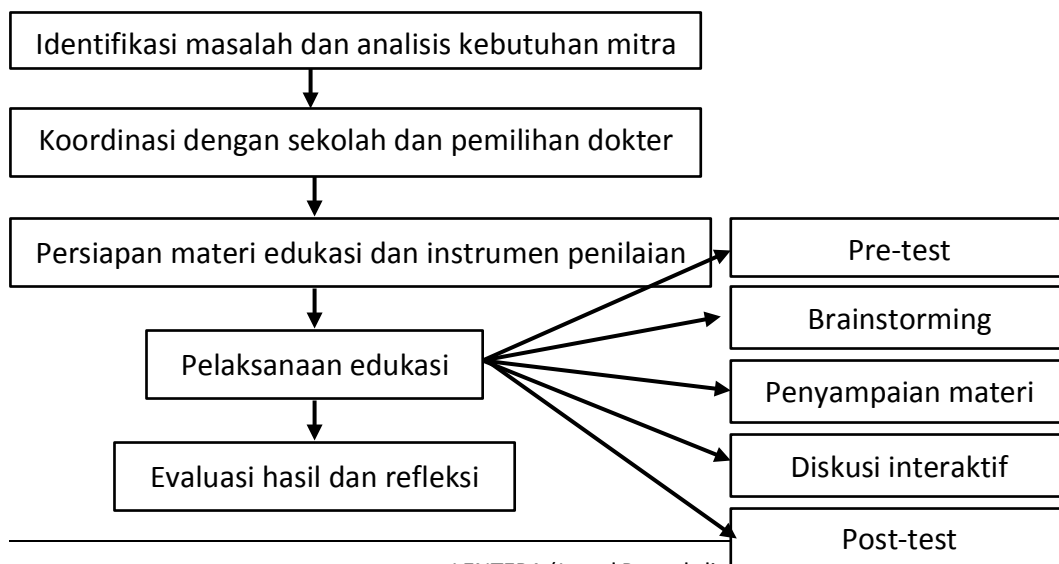 Identifikasi masalah dan analisis kebutuhan mitra
Koordinasi dengan sekolah dan pemilihan dokter
Persiapan materi edukasi dan instrumen penilaian
Pelaksanaan edukasi
Evaluasi hasil dan refleksi
Pre-test
Brainstorming
Penyampaian materi
Diskusi interaktif
Post-test